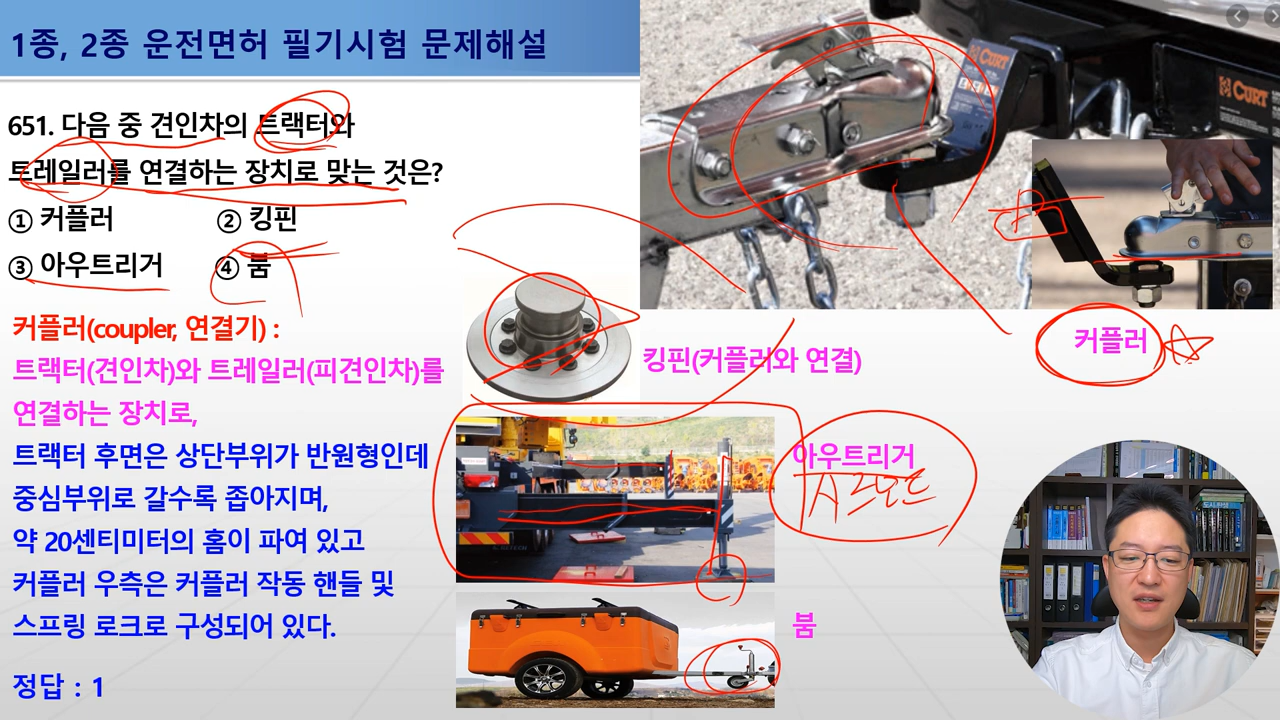 1종, 2종 운전면허 필기시험 문제해설
651. 다음 중 견인차의 트랙터와
트레일러를 연결하는 장치로 맞는 것은?
① 커플러 ② 킹핀
③ 아우트리거 ④ 붐
커플러(coupler, 연결기) :
트랙터(견인차)와 트레일러(피견인차)를
연결하는 장치로,
트랙터 후면은 상단부위가 반원형인데
중심부위로 갈수록 좁아지며,
약 20센티미터의 홈이 파여 있고
커플러 우측은 커플러 작동 핸들 및
스프링 로크로 구성되어 있다.
정답 : 1
CURT
CURT
커플러
킹핀(커플러와 연결)
아우트리거
붐